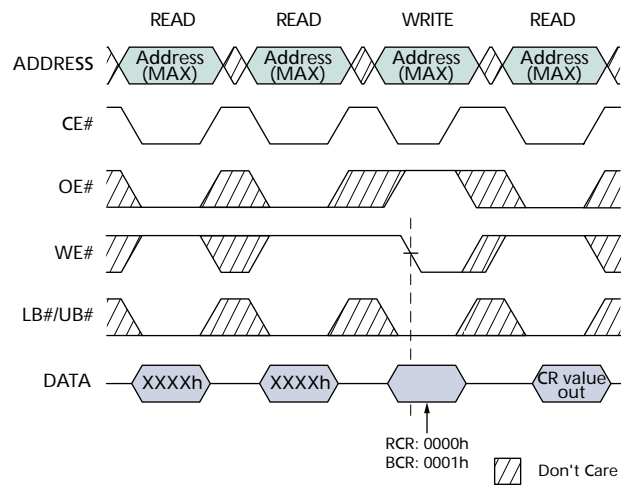 READ READ WRITE READ
ADDRESS Address (MAX) Address (MAX) Address (MAX) Address (MAX)
CE#
OE#
WE#
LB#/UB#
DATA XXXXh XXXXh CR value out
RCR: 0000h
BCR: 0001h
Don't Care